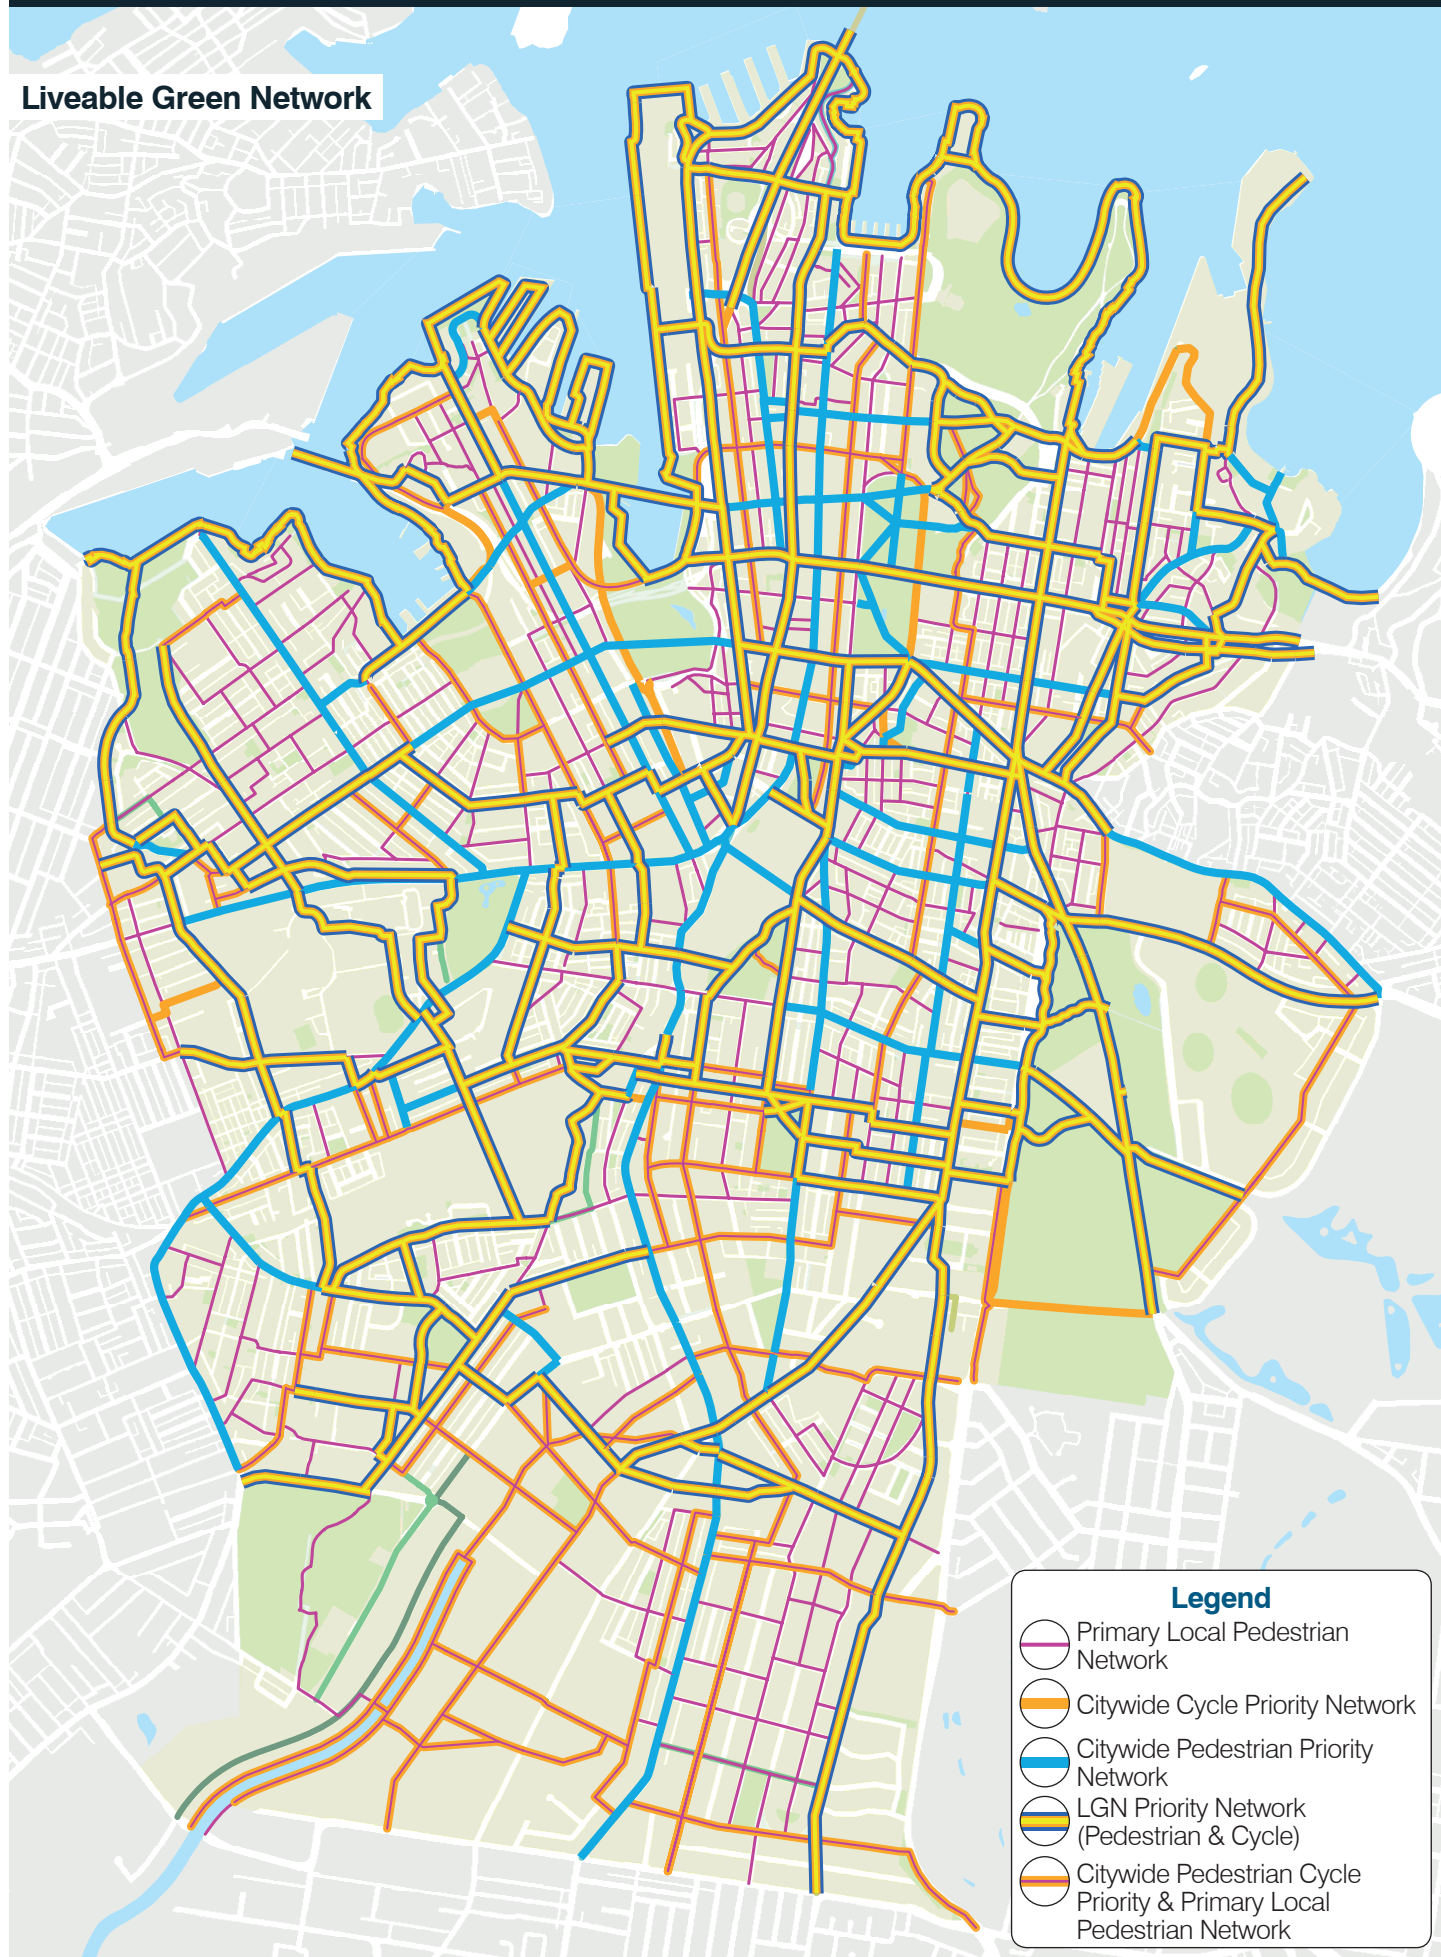 Liveable Green Network
Legend
Primary Local Pedestrian
Network
Citywide Cycle Priority Network
Citywide Pedestrian Priority
Network
LGN Priority Network
(Pedestrian & Cycle)
Citywide Pedestrian Cycle
Priority & Primary Local
Pedestrian Network